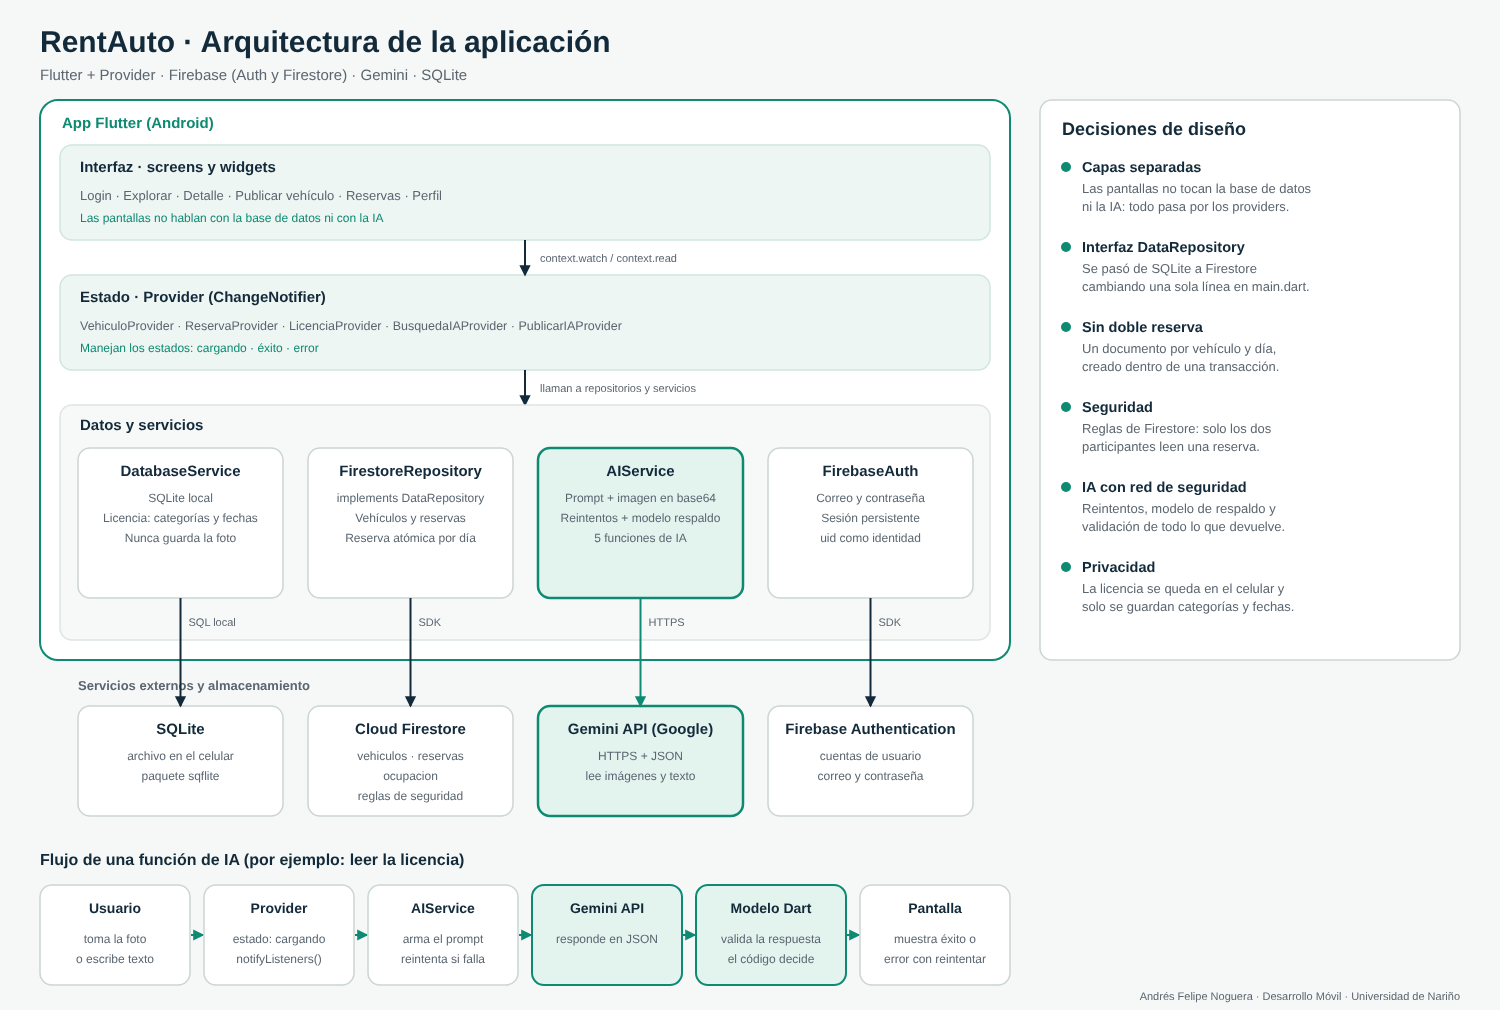 RentAuto · Arquitectura de la aplicación
Flutter + Provider · Firebase (Auth y Firestore) · Gemini · SQLite
App Flutter (Android)
Interfaz · screens y widgets
Login · Explorar · Detalle · Publicar vehículo · Reservas · Perfil
Las pantallas no hablan con la base de datos ni con la IA
context.watch / context.read
Estado · Provider (ChangeNotifier)
VehiculoProvider · ReservaProvider · LicenciaProvider · BusquedaIAProvider · PublicarIAProvider
Manejan los estados: cargando · éxito · error
llaman a repositorios y servicios
Datos y servicios
DatabaseService
SQLite local
Licencia: categorías y fechas
Nunca guarda la foto
FirestoreRepository
implements DataRepository
Vehículos y reservas
Reserva atómica por día
AIService
Prompt + imagen en base64
Reintentos + modelo respaldo
5 funciones de IA
FirebaseAuth
Correo y contraseña
Sesión persistente
uid como identidad
SQL local
SDK
HTTPS
SDK
Servicios externos y almacenamiento
SQLite
archivo en el celular
paquete sqflite
Cloud Firestore
vehiculos · reservas
ocupacion
reglas de seguridad
Gemini API (Google)
HTTPS + JSON
lee imágenes y texto
Firebase Authentication
cuentas de usuario
correo y contraseña
Decisiones de diseño
Capas separadas
Las pantallas no tocan la base de datos
ni la IA: todo pasa por los providers.
Interfaz DataRepository
Se pasó de SQLite a Firestore
cambiando una sola línea en main.dart.
Sin doble reserva
Un documento por vehículo y día,
creado dentro de una transacción.
Seguridad
Reglas de Firestore: solo los dos
participantes leen una reserva.
IA con red de seguridad
Reintentos, modelo de respaldo y
validación de todo lo que devuelve.
Privacidad
La licencia se queda en el celular y
solo se guardan categorías y fechas.
Flujo de una función de IA (por ejemplo: leer la licencia)
Usuario
toma la foto
o escribe texto
Provider
estado: cargando
notifyListeners()
AIService
arma el prompt
reintenta si falla
Gemini API
responde en JSON
Modelo Dart
valida la respuesta
el código decide
Pantalla
muestra éxito o
error con reintentar
Andrés Felipe Noguera · Desarrollo Móvil · Universidad de Nariño